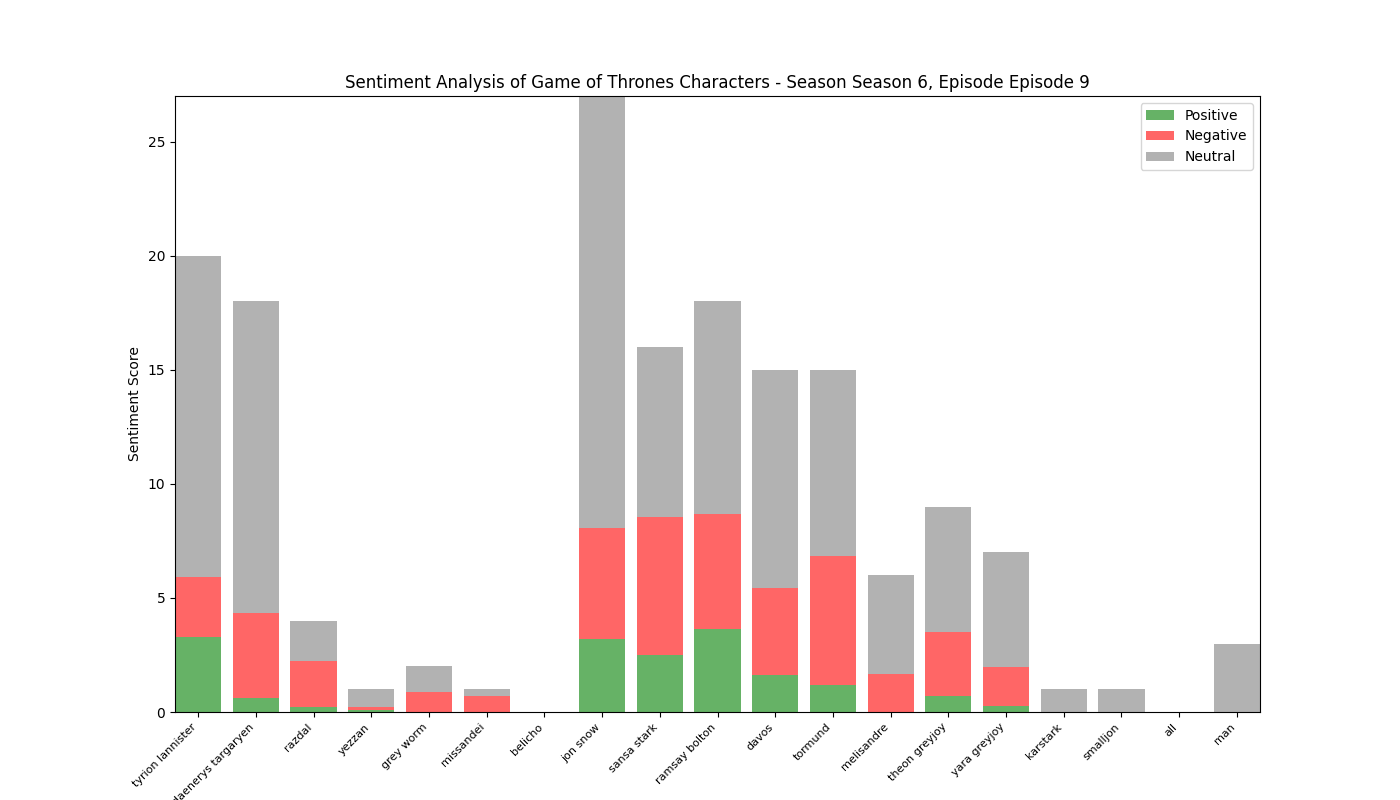 Sentiment Analysis of Game of Thrones Characters - Season Season 6, Episode Episode 9
Positive
Negative
Neutral
Sentiment Score
25
20
15
10
5
0
tyrion lannister
daenerys targaryen
razdal
yezzan
grey worm
missandei
belicho
jon snow
sansa stark
ramsay bolton
davos
tormund
melisandre
theon greyjoy
yara greyjoy
karstark
smalljon
all
man